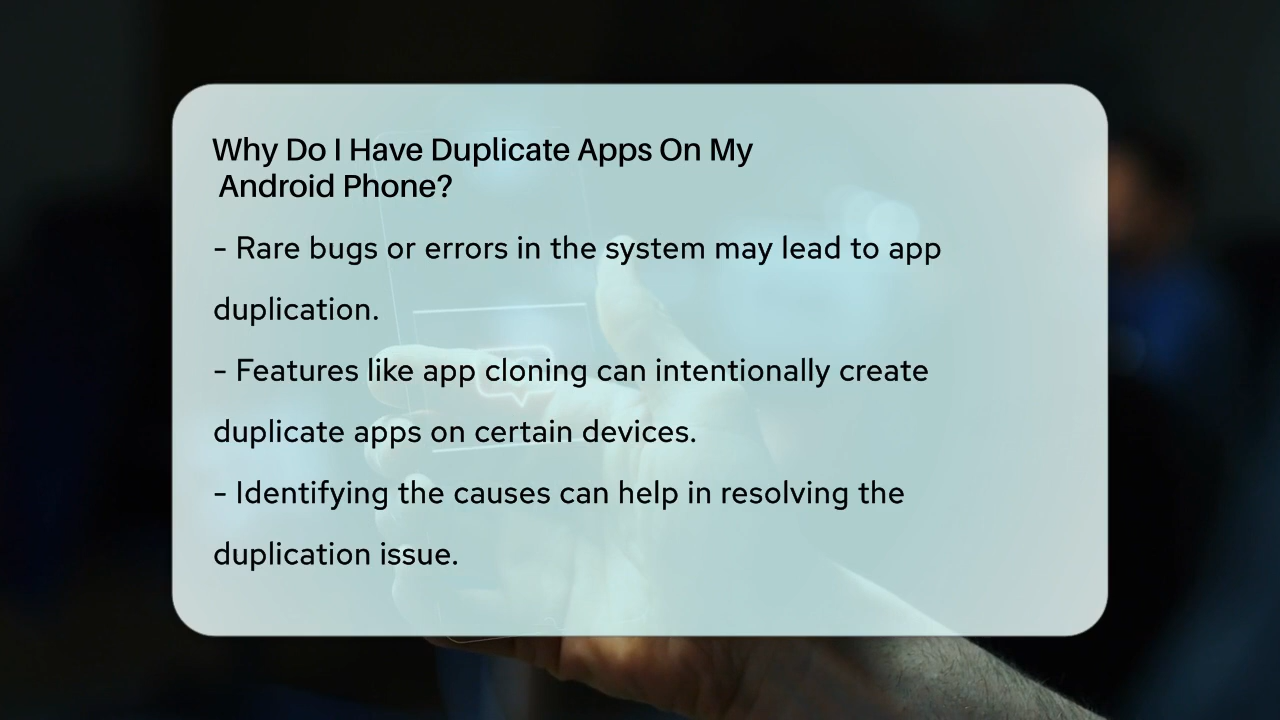 Why Do I Have Duplicate Apps On My
Android Phone?
– Rare bugs or errors in the system may lead to app
duplication.
– Features like app cloning can intentionally create
duplicate apps on certain devices.
– Identifying the causes can help in resolving the
duplication issue.